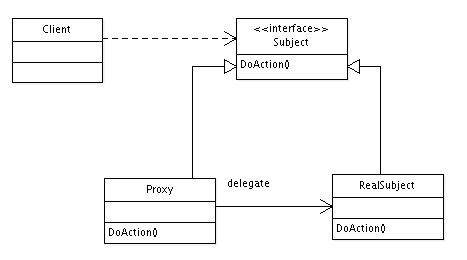 Client
<<interface>>
Subject
DoAction()
delegate
Proxy
DoAction()
RealSubject
DoAction()